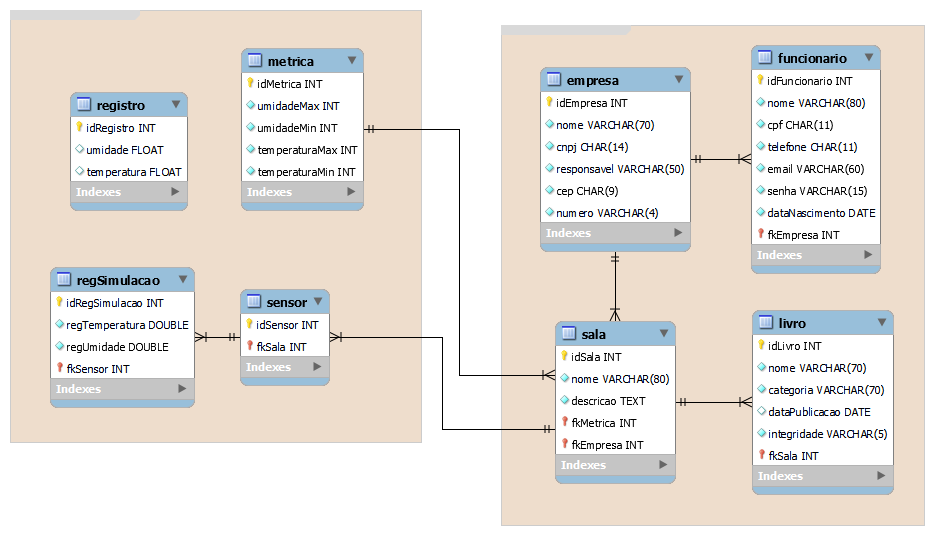 metrica
idMetrica INT
umidadeMax INT
umidadeMin INT
temperaturaMax INT
temperaturaMin INT
registro
idRegistro INT
umidade FLOAT
temperatura FLOAT
Indexes
Indexes
regSimulacao
idRegSimulacao INT
regTemperatura DOUBLE
regUmidade DOUBLE
fkSensor INT
Indexes
sensor
idSensor INT
fkSala INT
Indexes
empresa
idEmpresa INT
nome VARCHAR(70)
cnpj CHAR(14)
responsavel VARCHAR(50)
cep CHAR(9)
numero VARCHAR(4)
Indexes
funcionario
idFuncionario INT
nome VARCHAR(80)
cpf CHAR(11)
telefone CHAR(11)
email VARCHAR(60)
senha VARCHAR(15)
dataNascimento DATE
fkEmpresa INT
Indexes
sala
idSala INT
nome VARCHAR(80)
descricao TEXT
fkMetrica INT
fkEmpresa INT
Indexes
livro
idLivro INT
nome VARCHAR(70)
categoria VARCHAR(70)
dataPublicacao DATE
integridade VARCHAR(5)
fkSala INT
Indexes